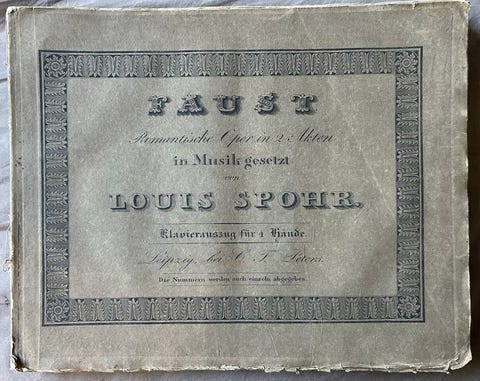 FAUST
Romantische Oper in 2 Akten
in Musik gesetzt
von
LOUIS SPOHR.
Klavierauszug für 4 Hände.
Leipzig, bei C. F. Peters.
Die Nummern werden auch einzeln abgegeben.